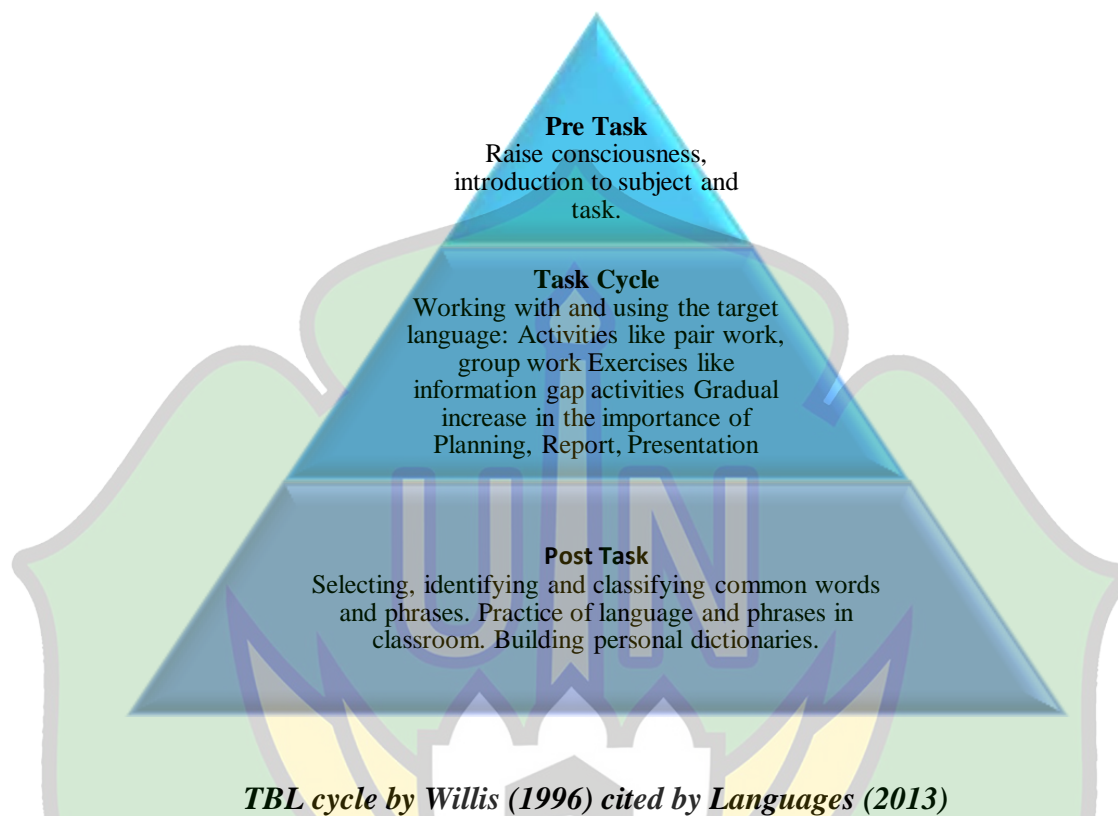 Pre Task
Raise consciousness,
introduction to subject and
task.
Task Cycle
Working with and using the target
language: Activities like pair work,
group work Exercises like
information gap activities Gradual
increase in the importance of
Planning, Report, Presentation
UIN
Post Task
Selecting, identifying and classifying common words
and phrases. Practice of language and phrases in
classroom. Building personal dictionaries.
TBL cycle by Willis (1996) cited by Languages (2013)